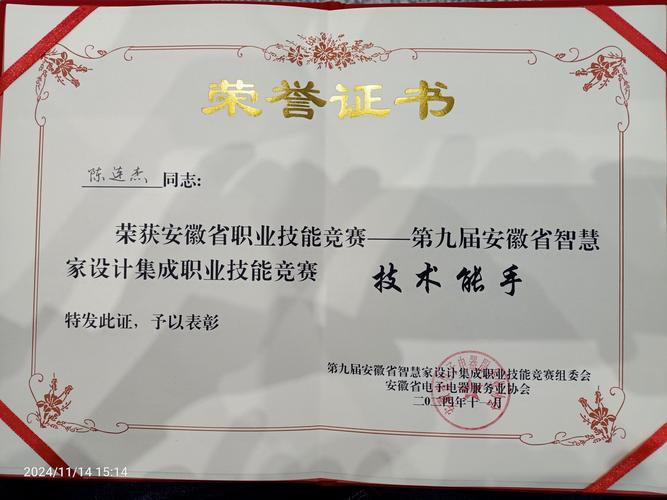 荣誉证书
陈连杰 同志:
荣获安徽省职业技能竞赛——第九届安徽省智慧
家设计集成职业技能竞赛 技术能手
特发此证，予以表彰
第九届安徽省智慧家设计集成职业技能竞赛组委会
安徽省电子电器服务业协会
二〇二四年十一月
2024/11/14 15:14